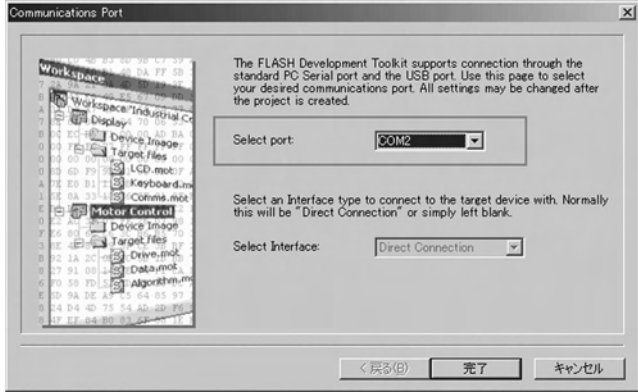 Communications Port
The FLASH Development Toolkit supports connection through the
standard PC Serial port and the USB port. Use this page to select
your desired communications port. All settings may be changed after
the project is created.
Select port:
COM2
Select an Interface type to connect to the target device with. Normally
this will be "Direct Connection" or simply left blank.
Select Interface:
Direct Connection
Workspace
Workspace "Industrial Co
Display
Device Image
Target files
LCD.mot
Keyboard.m
Comms.mot
Motor Control
Device Image
Target files
Drive.mot
Data.mot
Algorithm.m
< 戻る(B)
完了
キャンセル